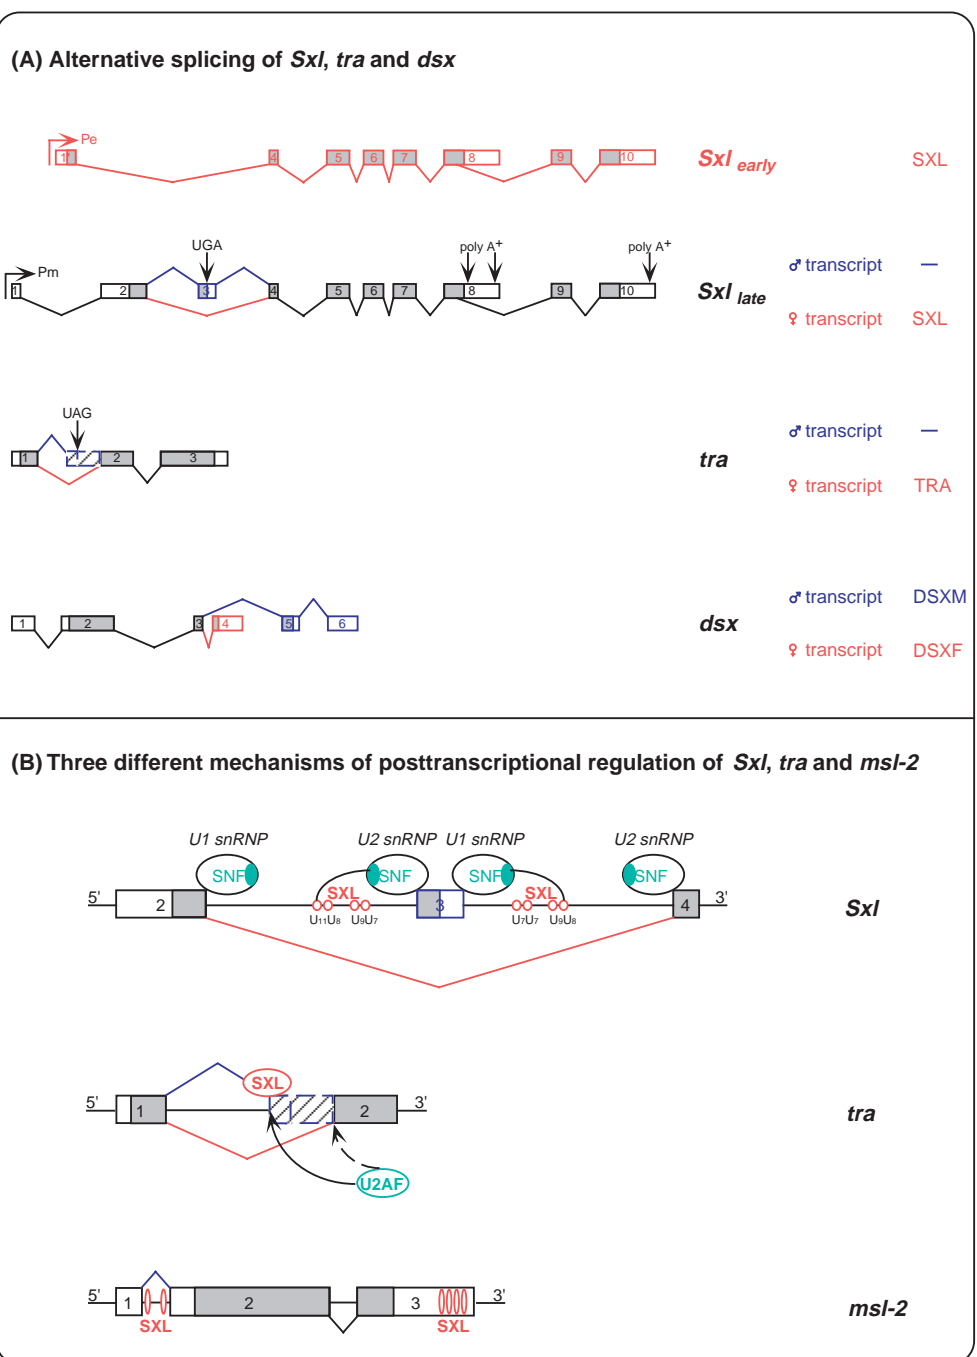 (A) Alternative splicing of Sxl, tra and dsx
Pe
1' 4 5 6 7 8 9 10
Sxl early SXL
UGA poly A+ poly A+
Pm
1 2 3 4 5 6 7 8 9 10
Sxl late
♂ transcript —
♀ transcript SXL
UAG
1 2 3
tra
♂ transcript —
♀ transcript TRA
1 2 3 4 5 6
dsx
♂ transcript DSXM
♀ transcript DSXF
(B) Three different mechanisms of posttranscriptional regulation of Sxl, tra and msl-2
U1 snRNP U2 snRNP U1 snRNP U2 snRNP
SNF SNF SNF SNF
SXL SXL
5' 2 3 4 3'
U11U8 U9U7 U7U7 U9U8
Sxl
SXL
5' 1 2 3'
tra
U2AF
5' 1 2 3 3'
SXL SXL
msl-2